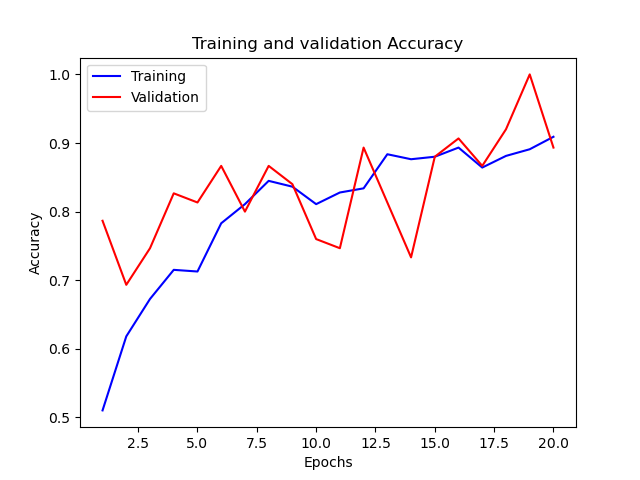 Training and validation Accuracy
Training
Validation
1.0
0.9
0.8
0.7
0.6
0.5
Accuracy
2.5 5.0 7.5 10.0 12.5 15.0 17.5 20.0
Epochs